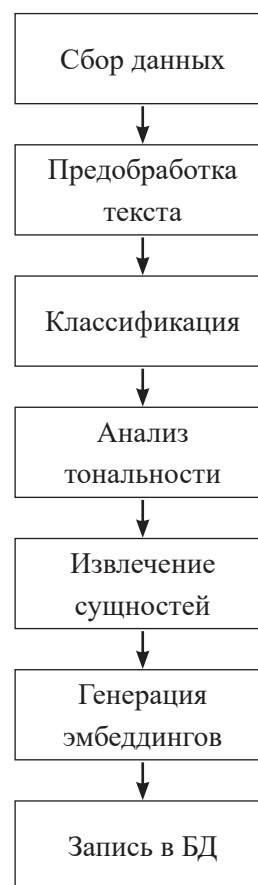 Сбор данных
Предобработка
текста
Классификация
Анализ
тональности
Извлечение
сущностей
Генерация
эмбеддингов
Запись в БД